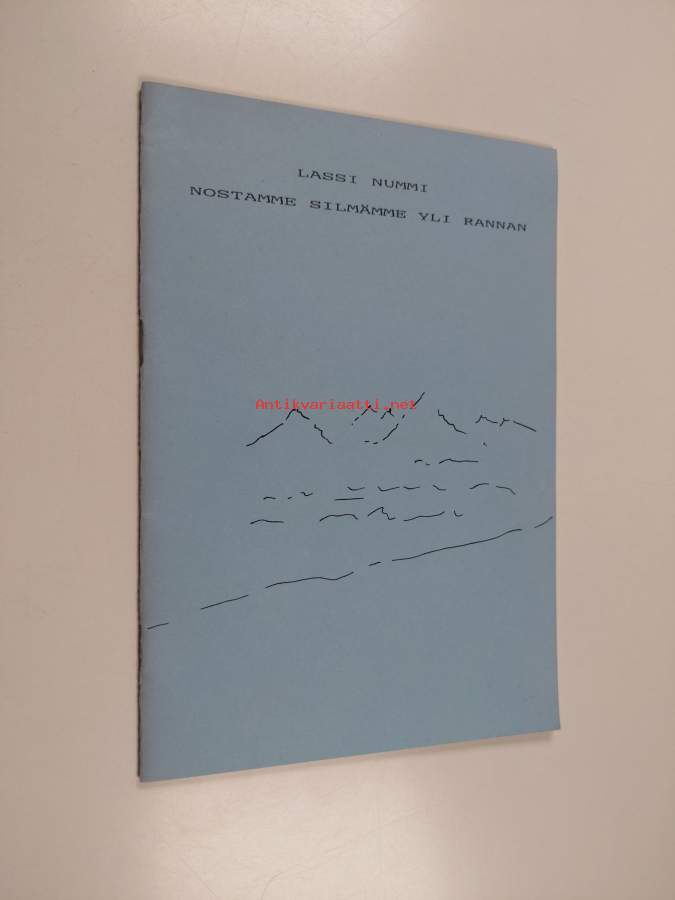 LASSI NUMMI
NOSTAMME SILMÄMME YLI RANNAN
Antikvariaatti.net